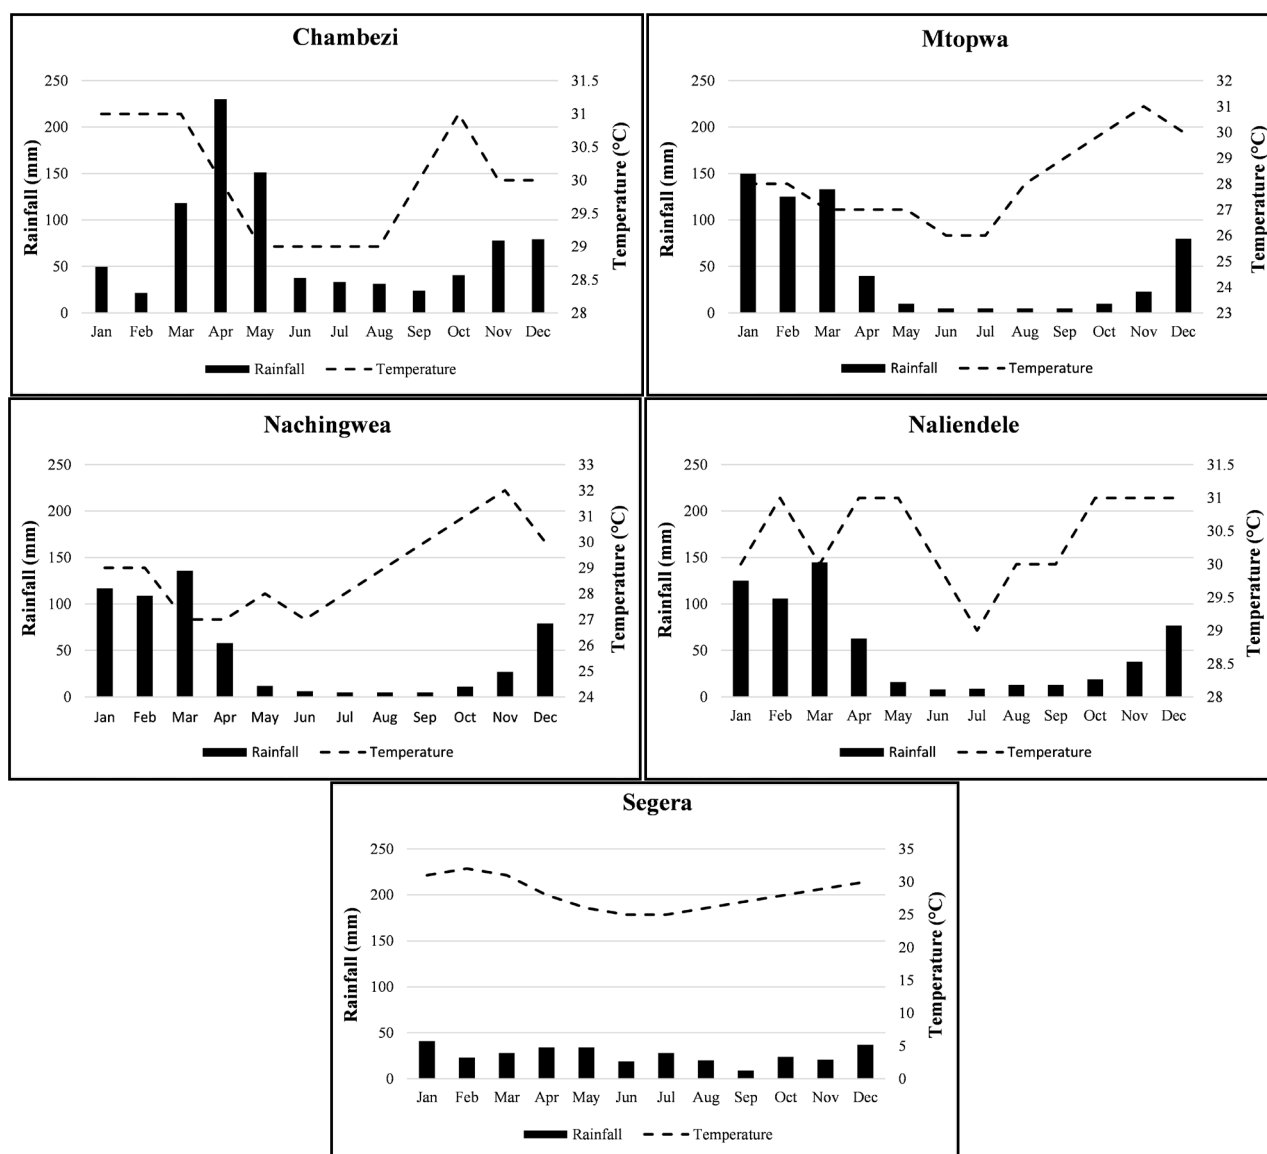 Chambezi
Rainfall (mm)
250
200
150
100
50
0
31.5
31
30.5
30
29.5
29
28.5
28
Temperature (°C)
Jan Feb Mar Apr May Jun Jul Aug Sep Oct Nov Dec
Rainfall Temperature
Mtopwa
Rainfall (mm)
250
200
150
100
50
0
32
31
30
29
28
27
26
25
24
23
Temperature (°C)
Jan Feb Mar Apr May Jun Jul Aug Sep Oct Nov Dec
Rainfall Temperature
Nachingwea
Rainfall (mm)
250
200
150
100
50
0
33
32
31
30
29
28
27
26
25
24
Temperature (°C)
Jan Feb Mar Apr May Jun Jul Aug Sep Oct Nov Dec
Rainfall Temperature
Naliendele
Rainfall (mm)
250
200
150
100
50
0
31.5
31
30.5
30
29.5
29
28.5
28
Temperature (°C)
Jan Feb Mar Apr May Jun Jul Aug Sep Oct Nov Dec
Rainfall Temperature
Segera
Rainfall (mm)
250
200
150
100
50
0
35
30
25
20
15
10
5
0
Temperature (°C)
Jan Feb Mar Apr May Jun Jul Aug Sep Oct Nov Dec
Rainfall Temperature